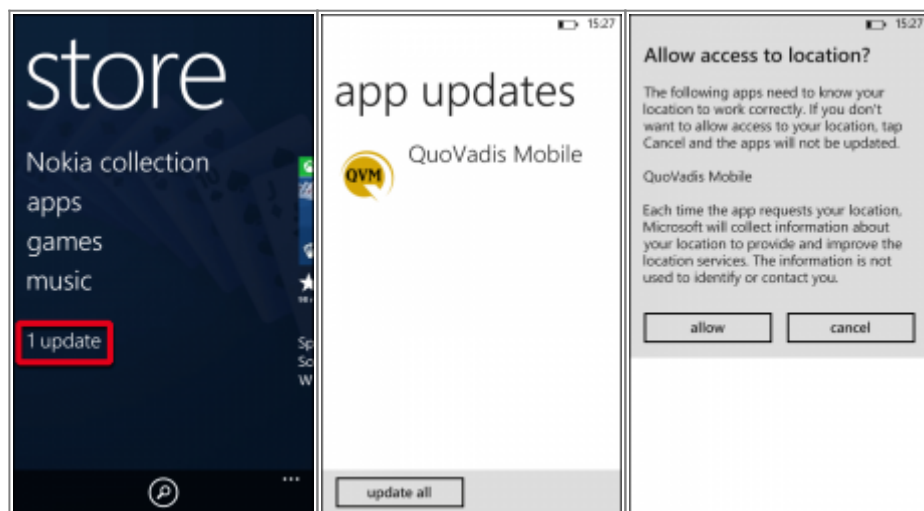 store
Nokia collection
apps
games
music
1 update
Sp
So
W
15:27
app updates
QuoVadis Mobile
QVM
update all
15:27
Allow access to location?
The following apps need to know your
location to work correctly. If you don't
want to allow access to your location, tap
Cancel and the apps will not be updated.
QuoVadis Mobile
Each time the app requests your location,
Microsoft will collect information about
your location to provide and improve the
location services. The information is not
used to identify or contact you.
allow
cancel